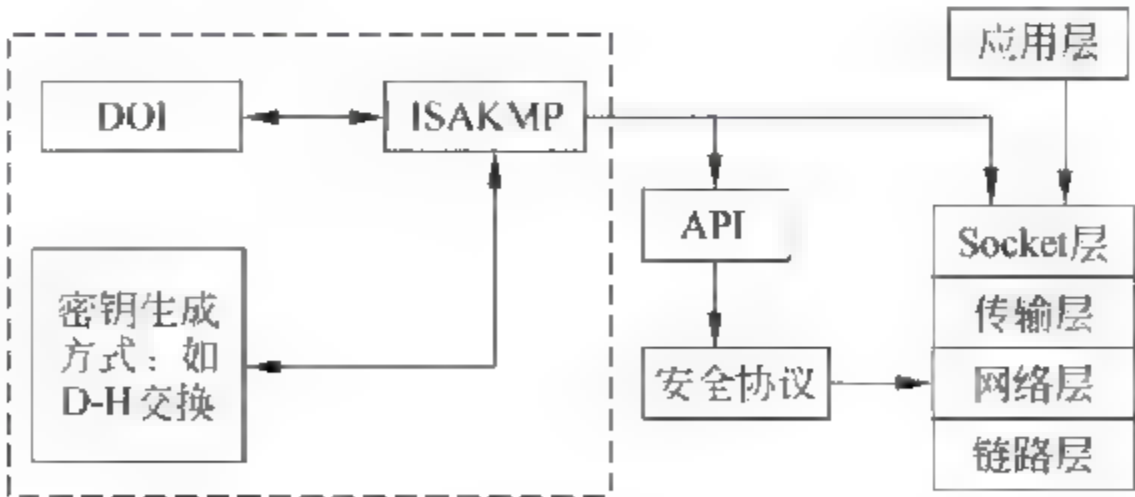 应用层
DOI
ISAKMP
API
Socket层
密钥生成
方式：如
D-H 交换
传输层
安全协议
网络层
链路层